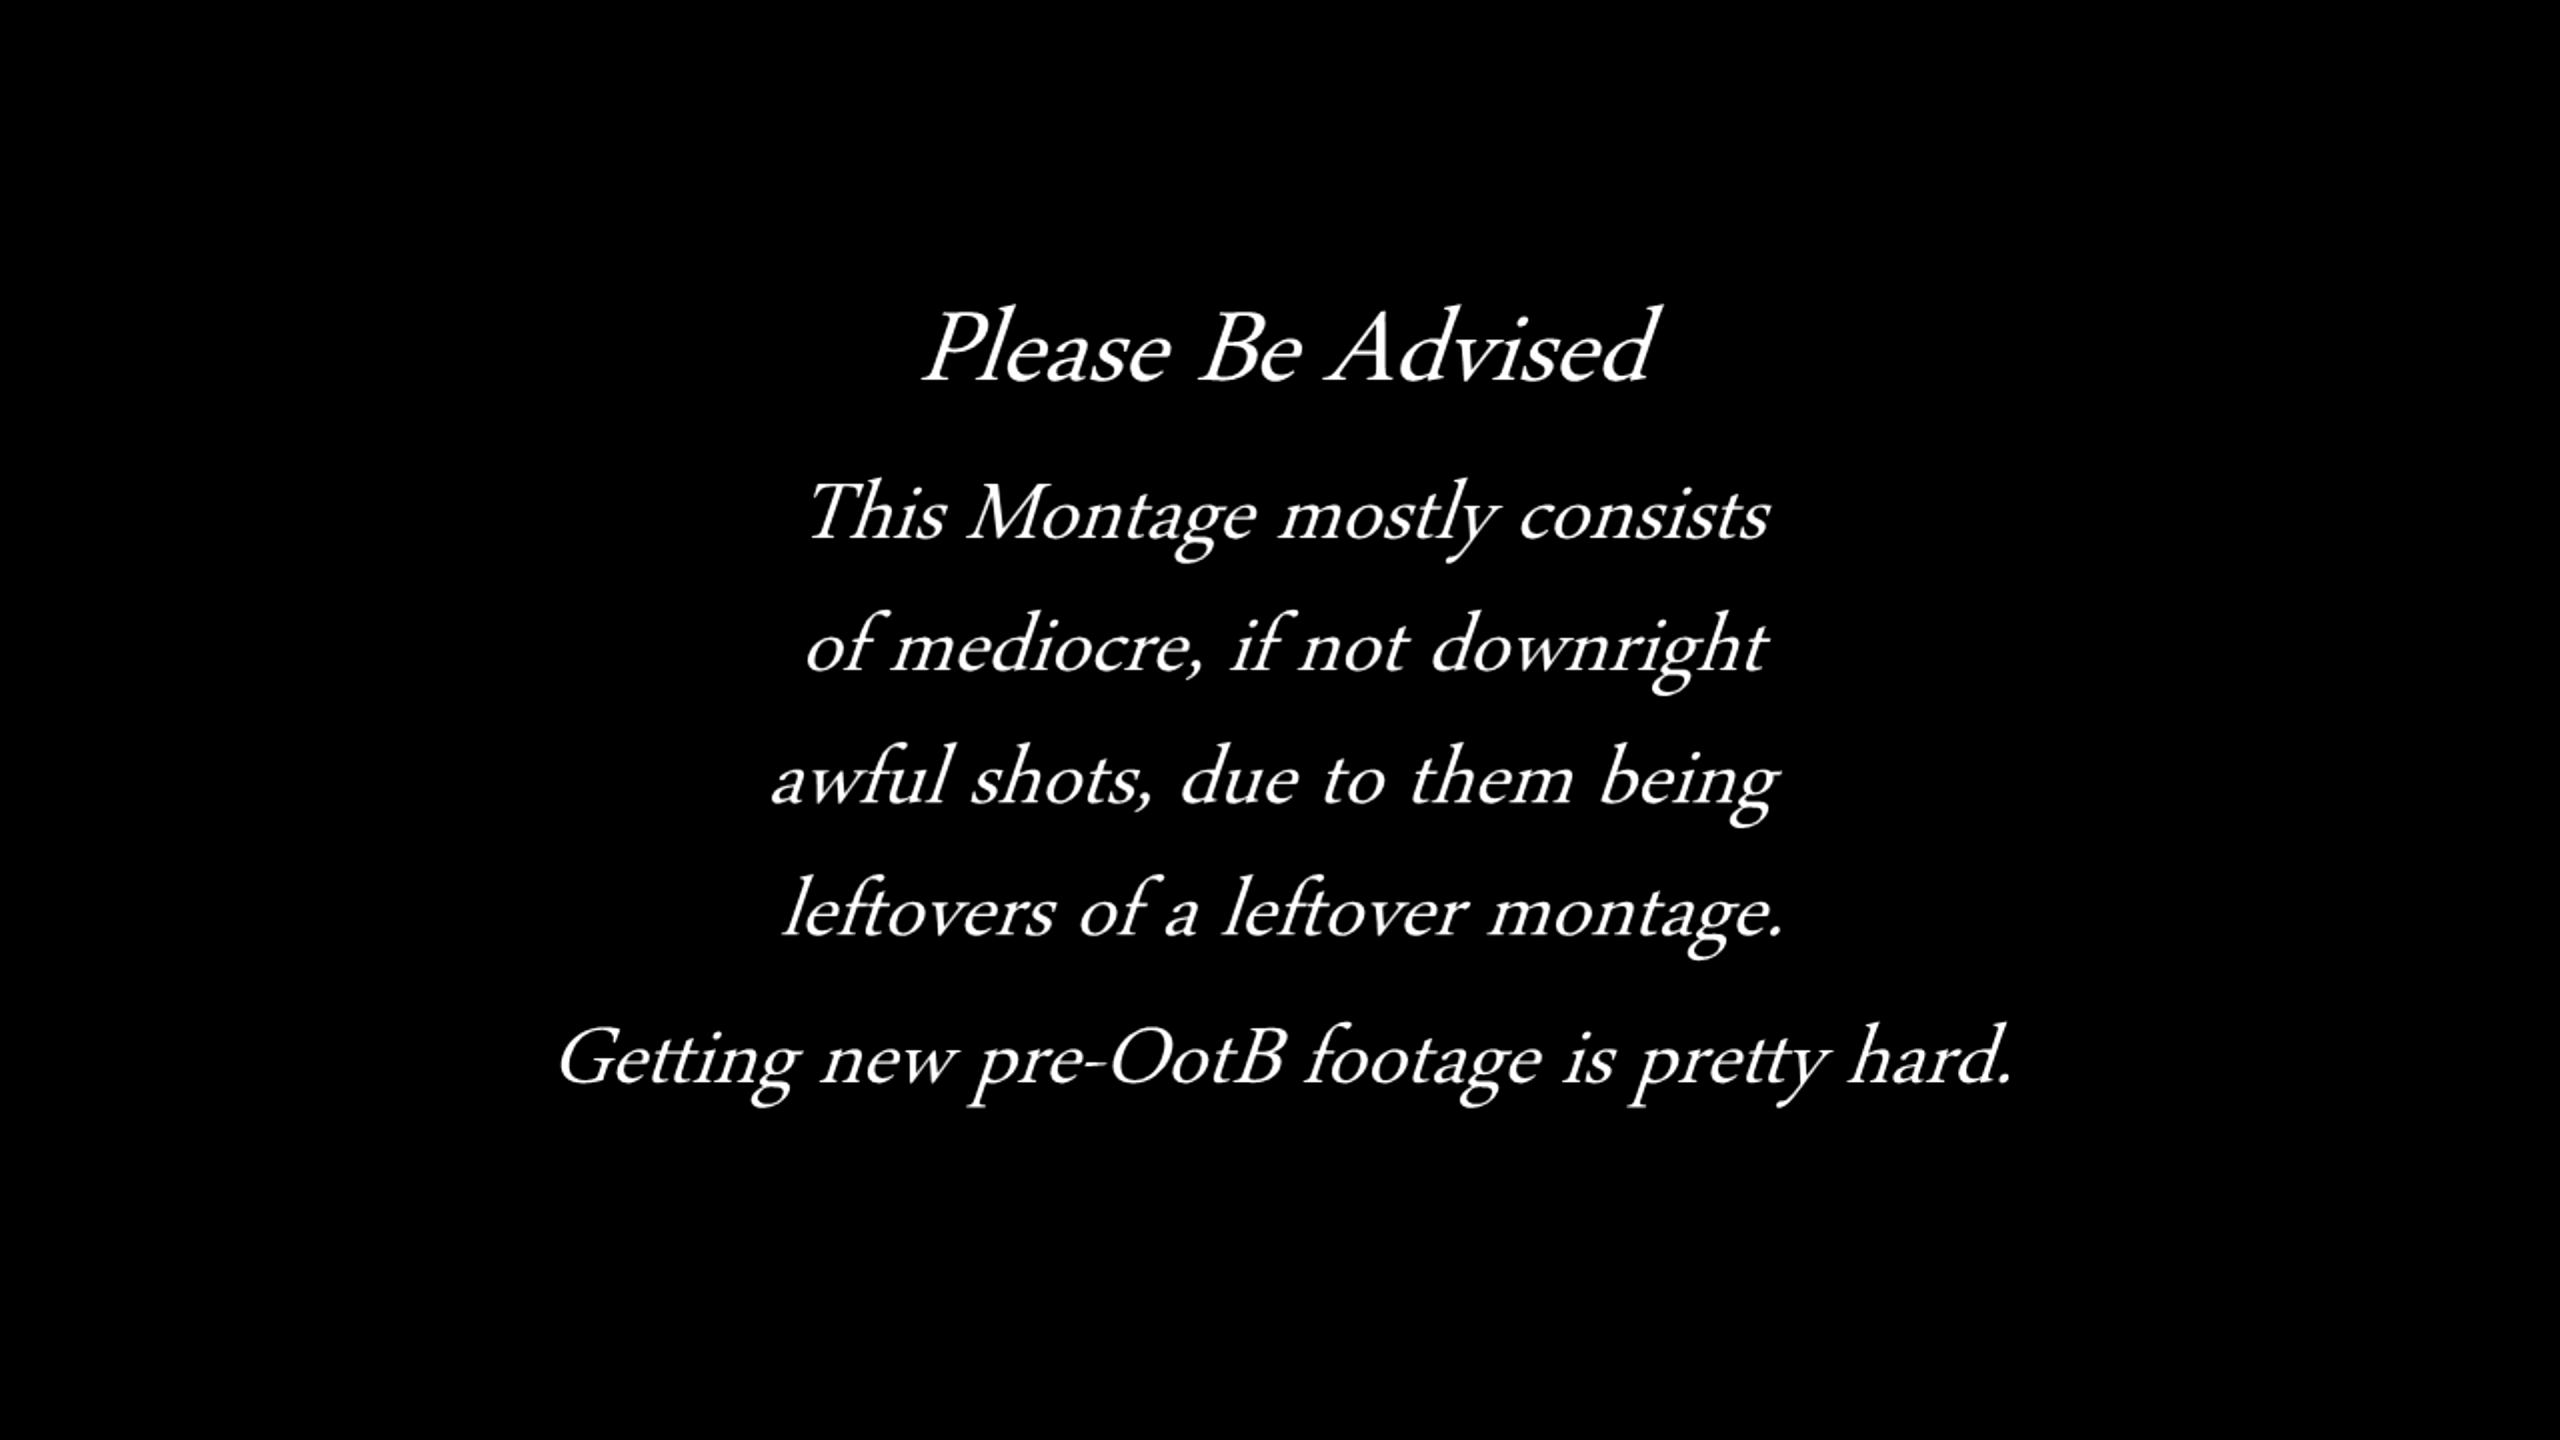 Please Be Advised
This Montage mostly consists
of mediocre, if not downright
awful shots, due to them being
leftovers of a leftover montage.
Getting new pre-OotB footage is pretty hard.